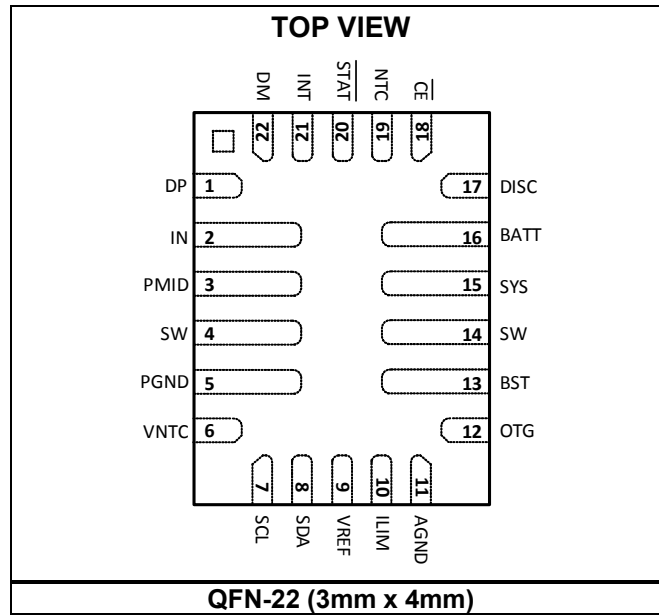 TOP VIEW
DM INT STAT NTC CE
22 21 20 19 18
DP 1 17 DISC
IN 2 16 BATT
PMID 3 15 SYS
SW 4 14 SW
PGND 5 13 BST
VNTC 6 12 OTG
7 8 9 10 11
SCL SDA VREF ILIM AGND
QFN-22 (3mm x 4mm)